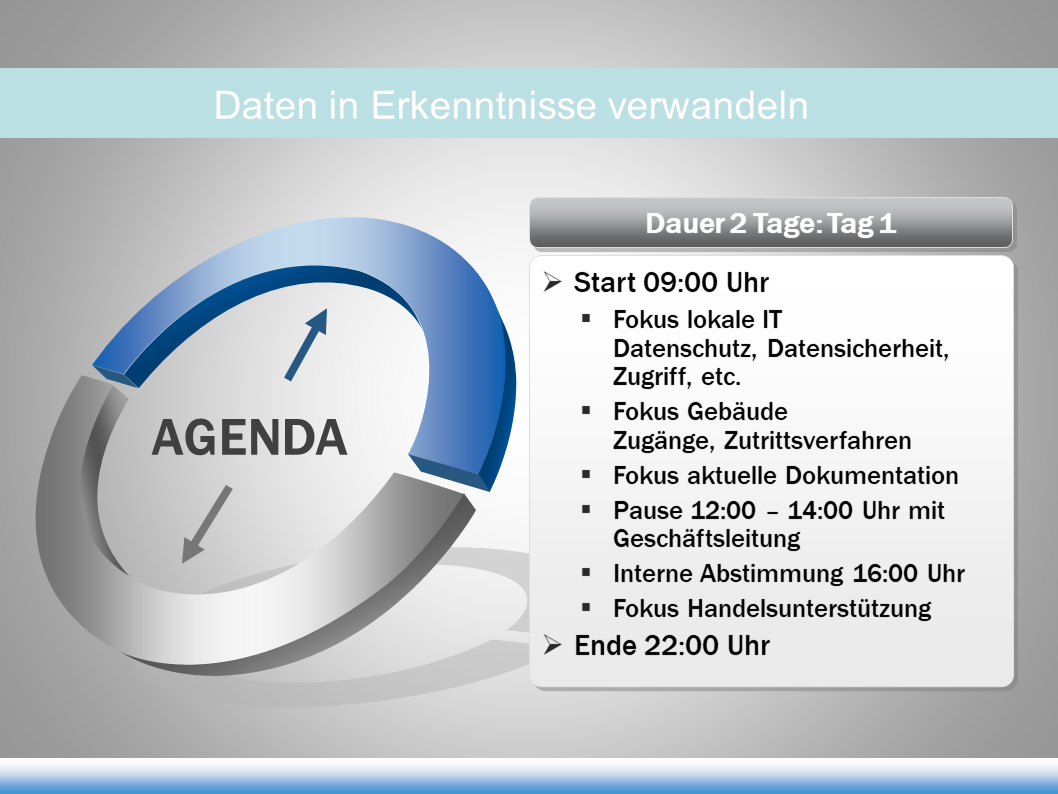 Daten in Erkenntnisse verwandeln
Dauer 2 Tage: Tag 1
AGENDA
Start 09:00 Uhr
Fokus lokale IT
Datenschutz, Datensicherheit,
Zugriff, etc.
Fokus Gebäude
Zugänge, Zutrittsverfahren
Fokus aktuelle Dokumentation
Pause 12:00 – 14:00 Uhr mit
Geschäftsleitung
Interne Abstimmung 16:00 Uhr
Fokus Handelsunterstützung
Ende 22:00 Uhr